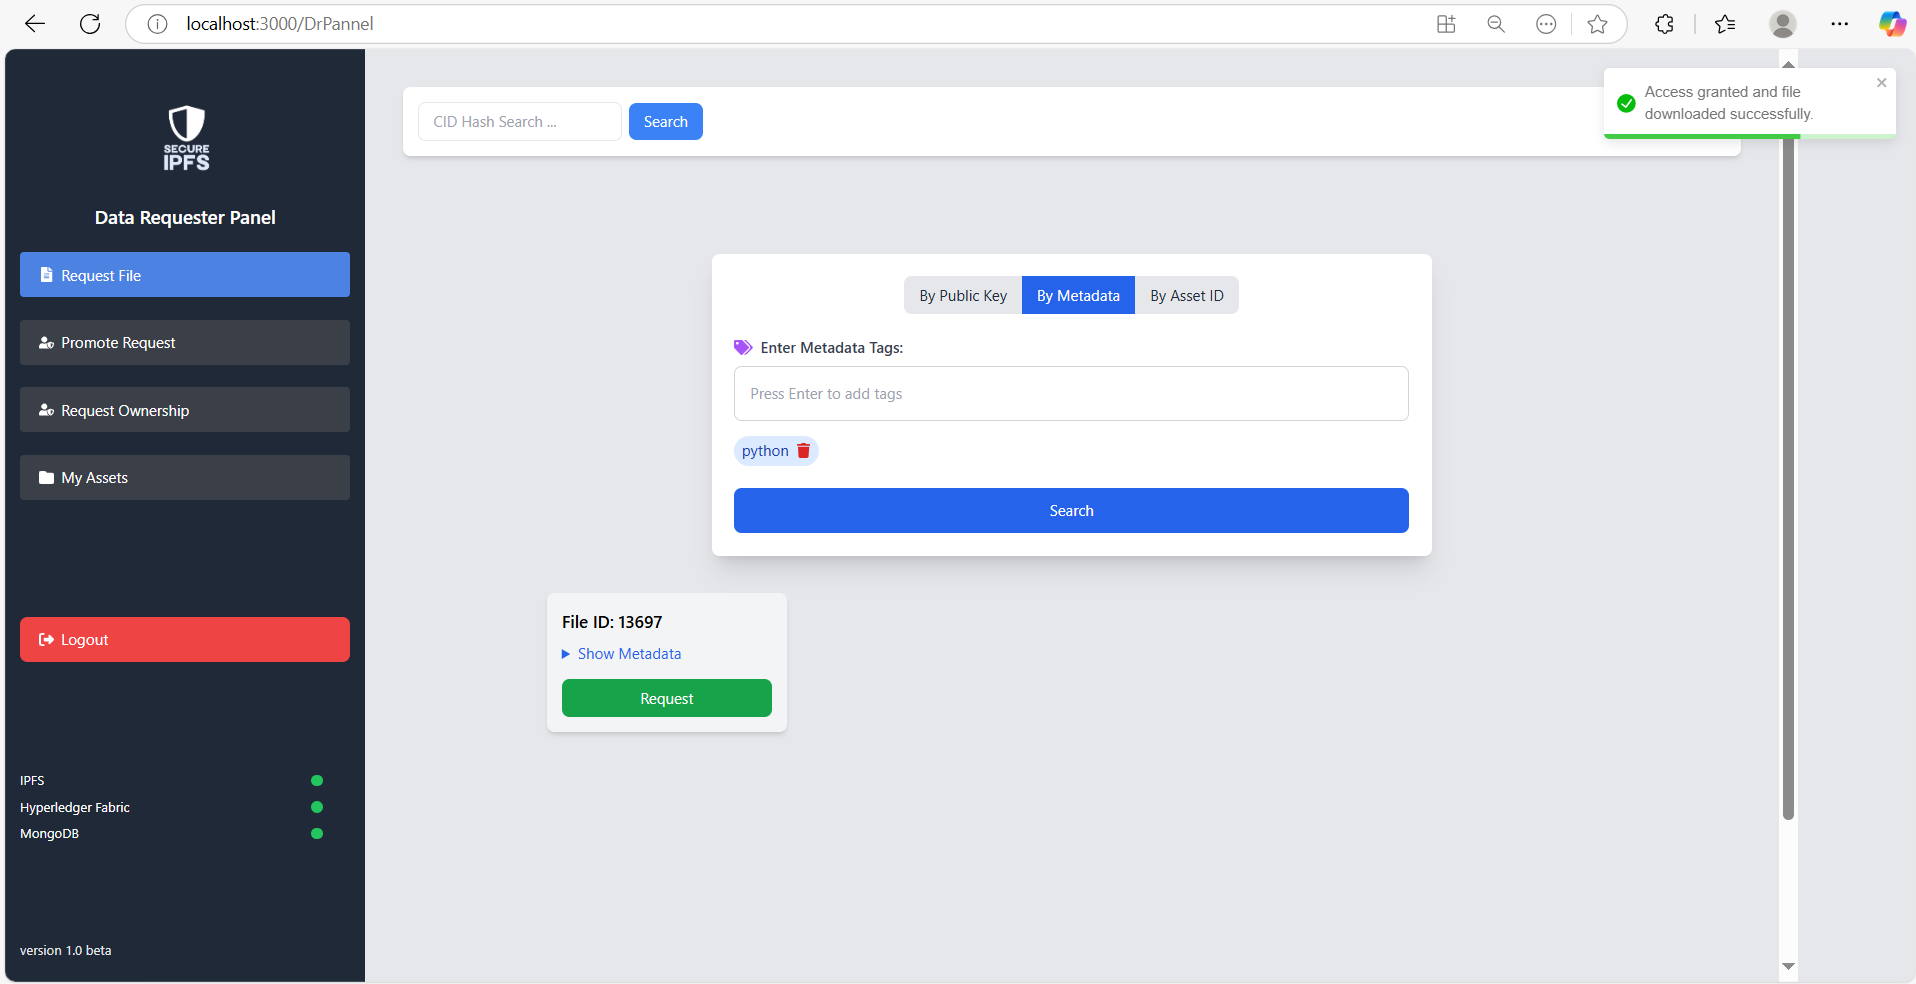 localhost:3000/DrPannel
SECURE
IPFS
Data Requester Panel
Request File
Promote Request
Request Ownership
My Assets
Logout
IPFS
Hyperledger Fabric
MongoDB
version 1.0 beta
CID Hash Search ...
Search
Access granted and file
downloaded successfully.
By Public Key
By Metadata
By Asset ID
Enter Metadata Tags:
Press Enter to add tags
python
Search
File ID: 13697
Show Metadata
Request